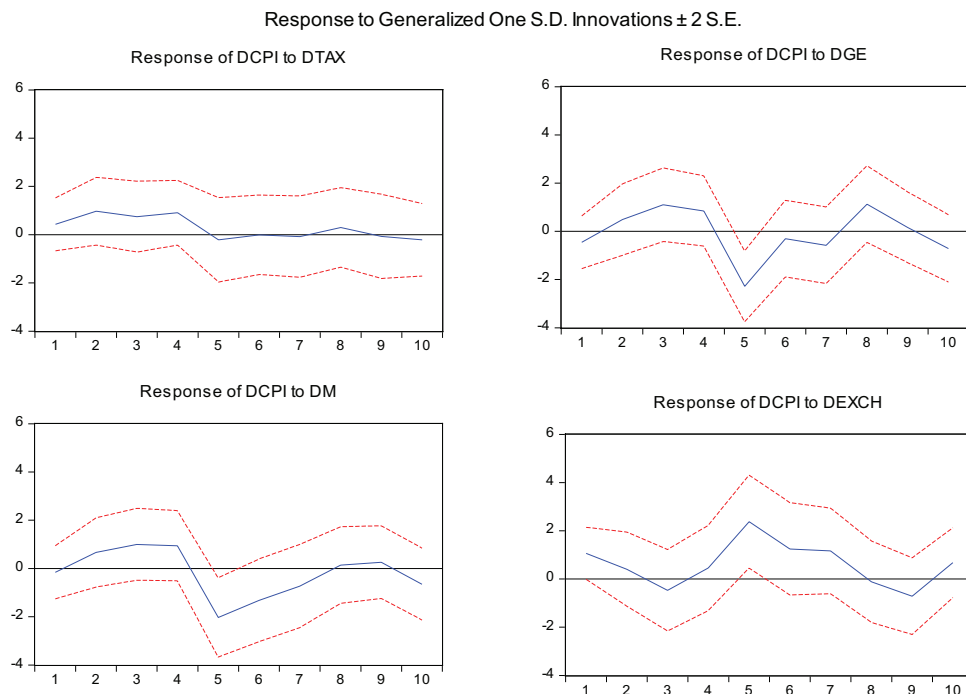 Response to Generalized One S.D. Innovations ± 2 S.E.
Response of DCPI to DTAX
6
4
2
0
-2
-4
1 2 3 4 5 6 7 8 9 10
Response of DCPI to DGE
6
4
2
0
-2
-4
1 2 3 4 5 6 7 8 9 10
Response of DCPI to DM
6
4
2
0
-2
-4
1 2 3 4 5 6 7 8 9 10
Response of DCPI to DEXCH
6
4
2
0
-2
-4
1 2 3 4 5 6 7 8 9 10